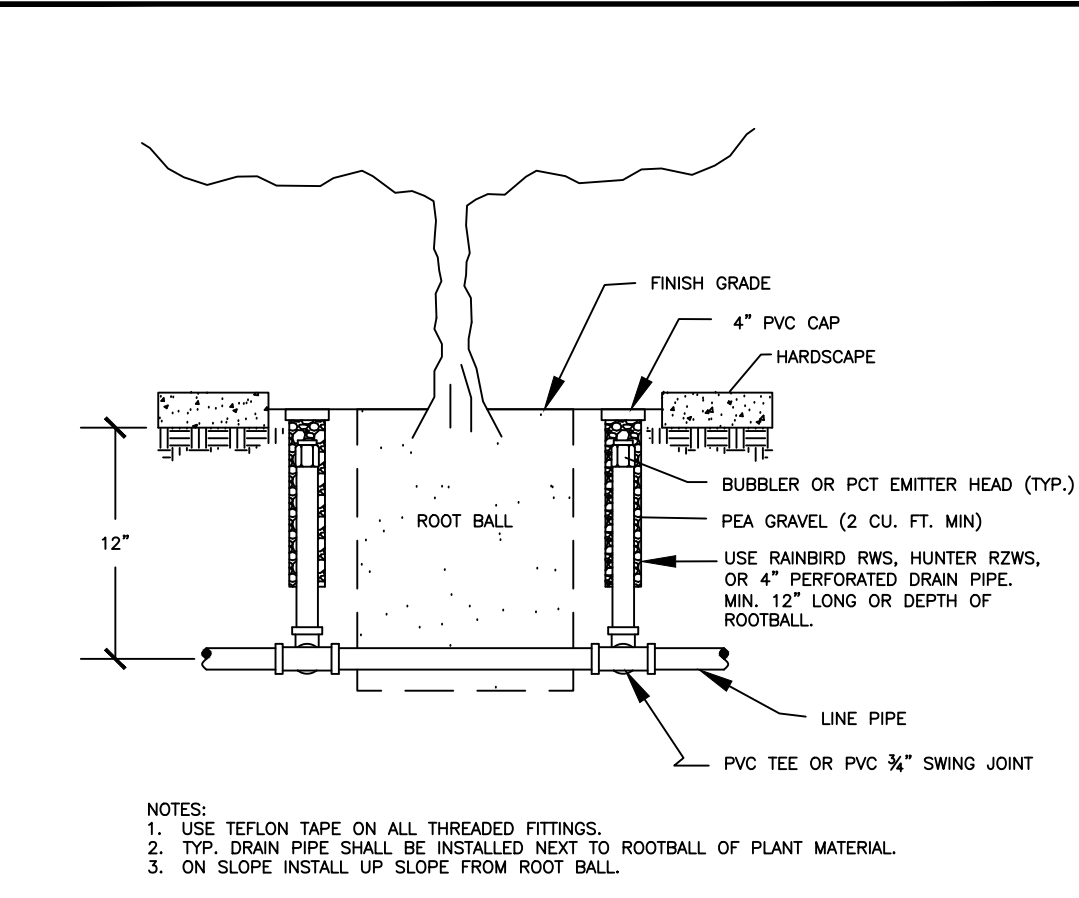 FINISH GRADE
4" PVC CAP
HARDSCAPE
BUBBLER OR PCT EMITTER HEAD (TYP.)
ROOT BALL
PEA GRAVEL (2 CU. FT. MIN)
12"
USE RAINBIRD RWS, HUNTER RZWS,
OR 4" PERFORATED DRAIN PIPE.
MIN. 12" LONG OR DEPTH OF
ROOTBALL.
LINE PIPE
PVC TEE OR PVC ¾" SWING JOINT
NOTES:
1. USE TEFLON TAPE ON ALL THREADED FITTINGS.
2. TYP. DRAIN PIPE SHALL BE INSTALLED NEXT TO ROOTBALL OF PLANT MATERIAL.
3. ON SLOPE INSTALL UP SLOPE FROM ROOT BALL.